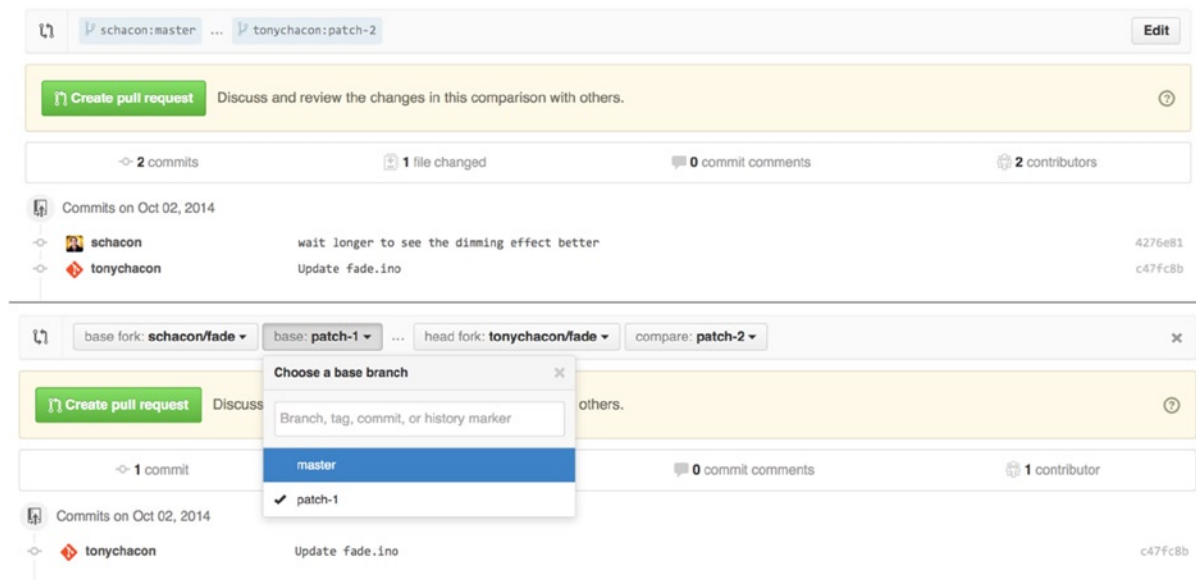 schacon:master ... tonychacon:patch-2 Edit
Create pull request Discuss and review the changes in this comparison with others.
2 commits 1 file changed 0 commit comments 2 contributors
Commits on Oct 02, 2014
schacon wait longer to see the dimming effect better 4276e81
tonychacon Update fade.ino c47fc8b
base fork: schacon/fade base: patch-1 ... head fork: tonychacon/fade compare: patch-2
Choose a base branch
Create pull request Discuss others.
Branch, tag, commit, or history marker
master
1 commit 0 commit comments 1 contributor
patch-1
Commits on Oct 02, 2014
tonychacon Update fade.ino c47fc8b